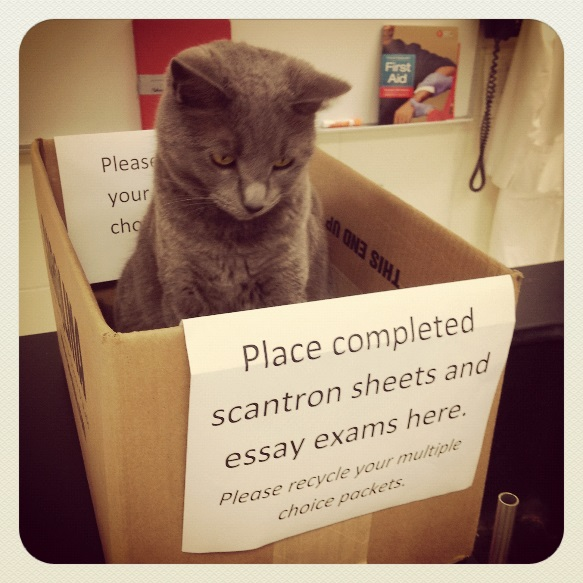 First
Aid
Please
your
cho
THIS END UP
Place completed
scantron sheets and
essay exams here.
Please recycle your multiple
choice packets.